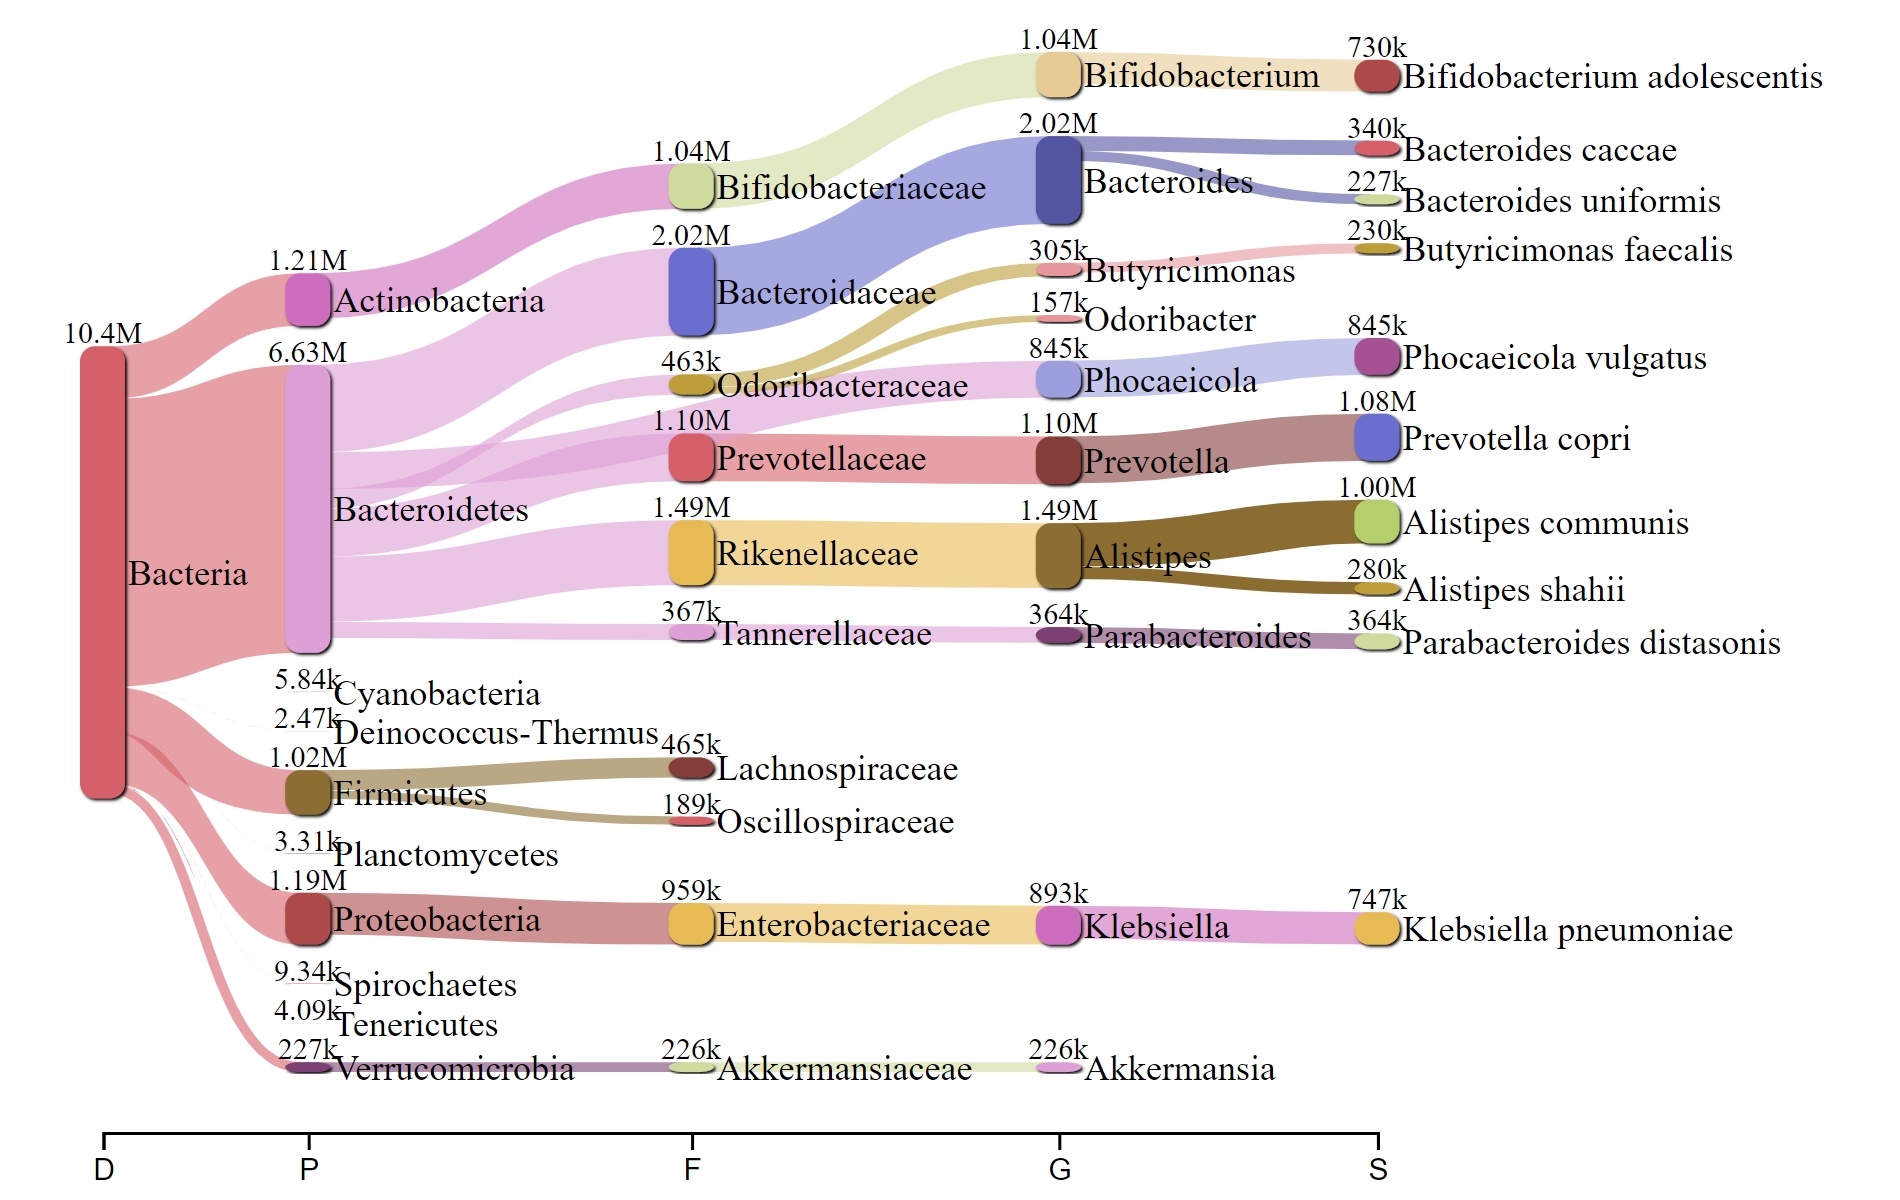 10.4M
Bacteria
1.21M
Actinobacteria
6.63M
Bacteroidetes
5.84k
Cyanobacteria
2.47k
Deinococcus-Thermus
1.02M
Firmicutes
3.31k
Planctomycetes
1.19M
Proteobacteria
9.34k
Spirochaetes
4.09k
Tenericutes
227k
Verrucomicrobia
1.04M
Bifidobacteriaceae
2.02M
Bacteroidaceae
463k
Odoribacteraceae
1.10M
Prevotellaceae
1.49M
Rikenellaceae
367k
Tannerellaceae
465k
Lachnospiraceae
189k
Oscillospiraceae
959k
Enterobacteriaceae
226k
Akkermansiaceae
1.04M
Bifidobacterium
2.02M
Bacteroides
305k
Butyricimonas
157k
Odoribacter
845k
Phocaeicola
1.10M
Prevotella
1.49M
Alistipes
364k
Parabacteroides
893k
Klebsiella
226k
Akkermansia
730k
Bifidobacterium adolescentis
340k
Bacteroides caccae
227k
Bacteroides uniformis
230k
Butyricimonas faecalis
845k
Phocaeicola vulgatus
1.08M
Prevotella copri
1.00M
Alistipes communis
280k
Alistipes shahii
364k
Parabacteroides distasonis
747k
Klebsiella pneumoniae
D P F G S